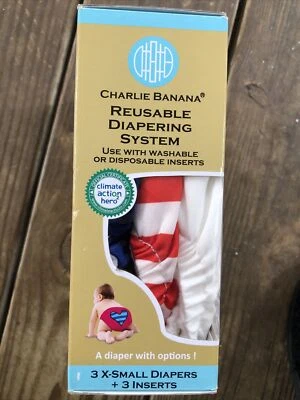 CHARLIE BANANA®
REUSABLE
DIAPERING
SYSTEM
USE WITH WASHABLE
OR DISPOSABLE INSERTS
climate
action
hero
A diaper with options !
3 X-SMALL DIAPERS
+ 3 INSERTS